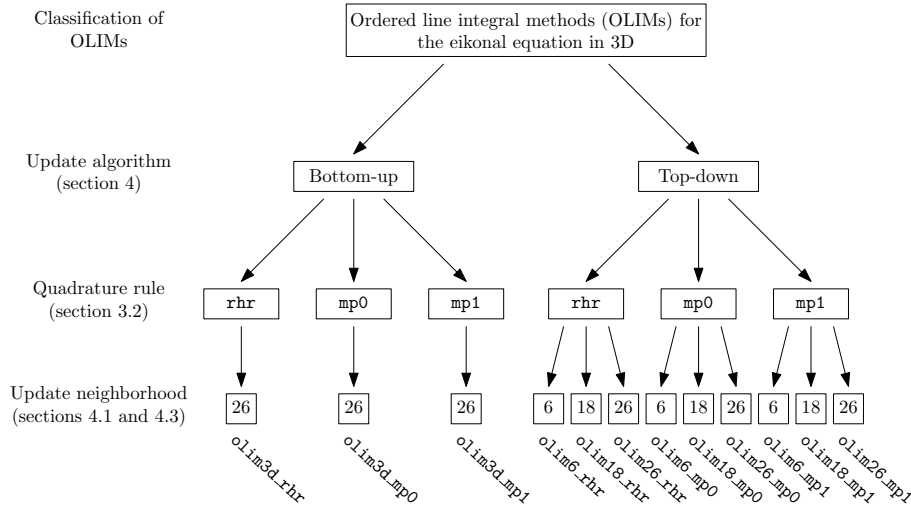 Classification of
OLIMs
Ordered line integral methods (OLIMs) for
the eikonal equation in 3D
Update algorithm
(section 4)
Bottom-up
Top-down
Quadrature rule
(section 3.2)
rhr
mp0
mp1
rhr
mp0
mp1
Update neighborhood
(sections 4.1 and 4.3)
26
26
26
6
18
26
6
18
26
6
18
26
olim3d_rhr
olim3d_mp0
olim3d_mp1
olim6_rhr
olim18_rhr
olim26_rhr
olim6_mp0
olim18_mp0
olim26_mp0
olim6_mp1
olim18_mp1
olim26_mp1